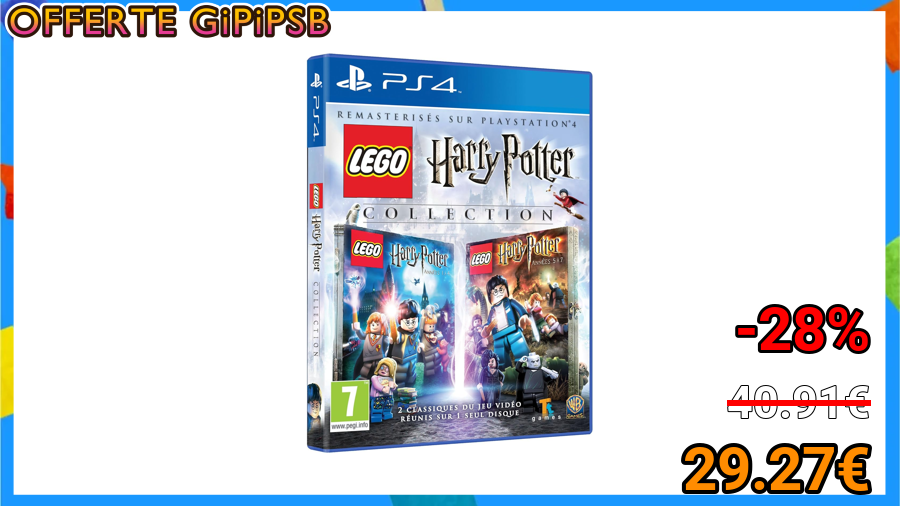 OFFERTE GiPiPSB
PS4
REMASTERISÉS SUR PLAYSTATION®4
LEGO
Harry Potter
COLLECTION
PS4
LEGO
Harry Potter
COLLECTION
LEGO
Harry Potter
LEGO
Harry Potter
ANNÉES 5 À 7
7
www.pegi.info
2 CLASSIQUES DU JEU VIDÉO
RÉUNIS SUR 1 SEUL DISQUE
games
WB
-28%
40.91€
29.27€